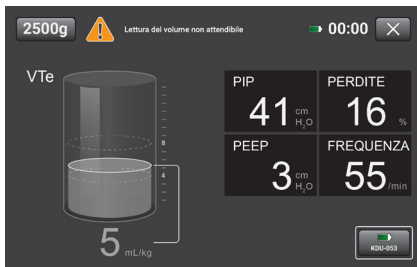 2500g
Lettura del volume non attendibile
00:00
VTe
8
4
5 mL/kg
PIP
41 cm H₂O
PERDITE
16 %
PEEP
3 cm H₂O
FREQUENZA
55 /min
KDU-053